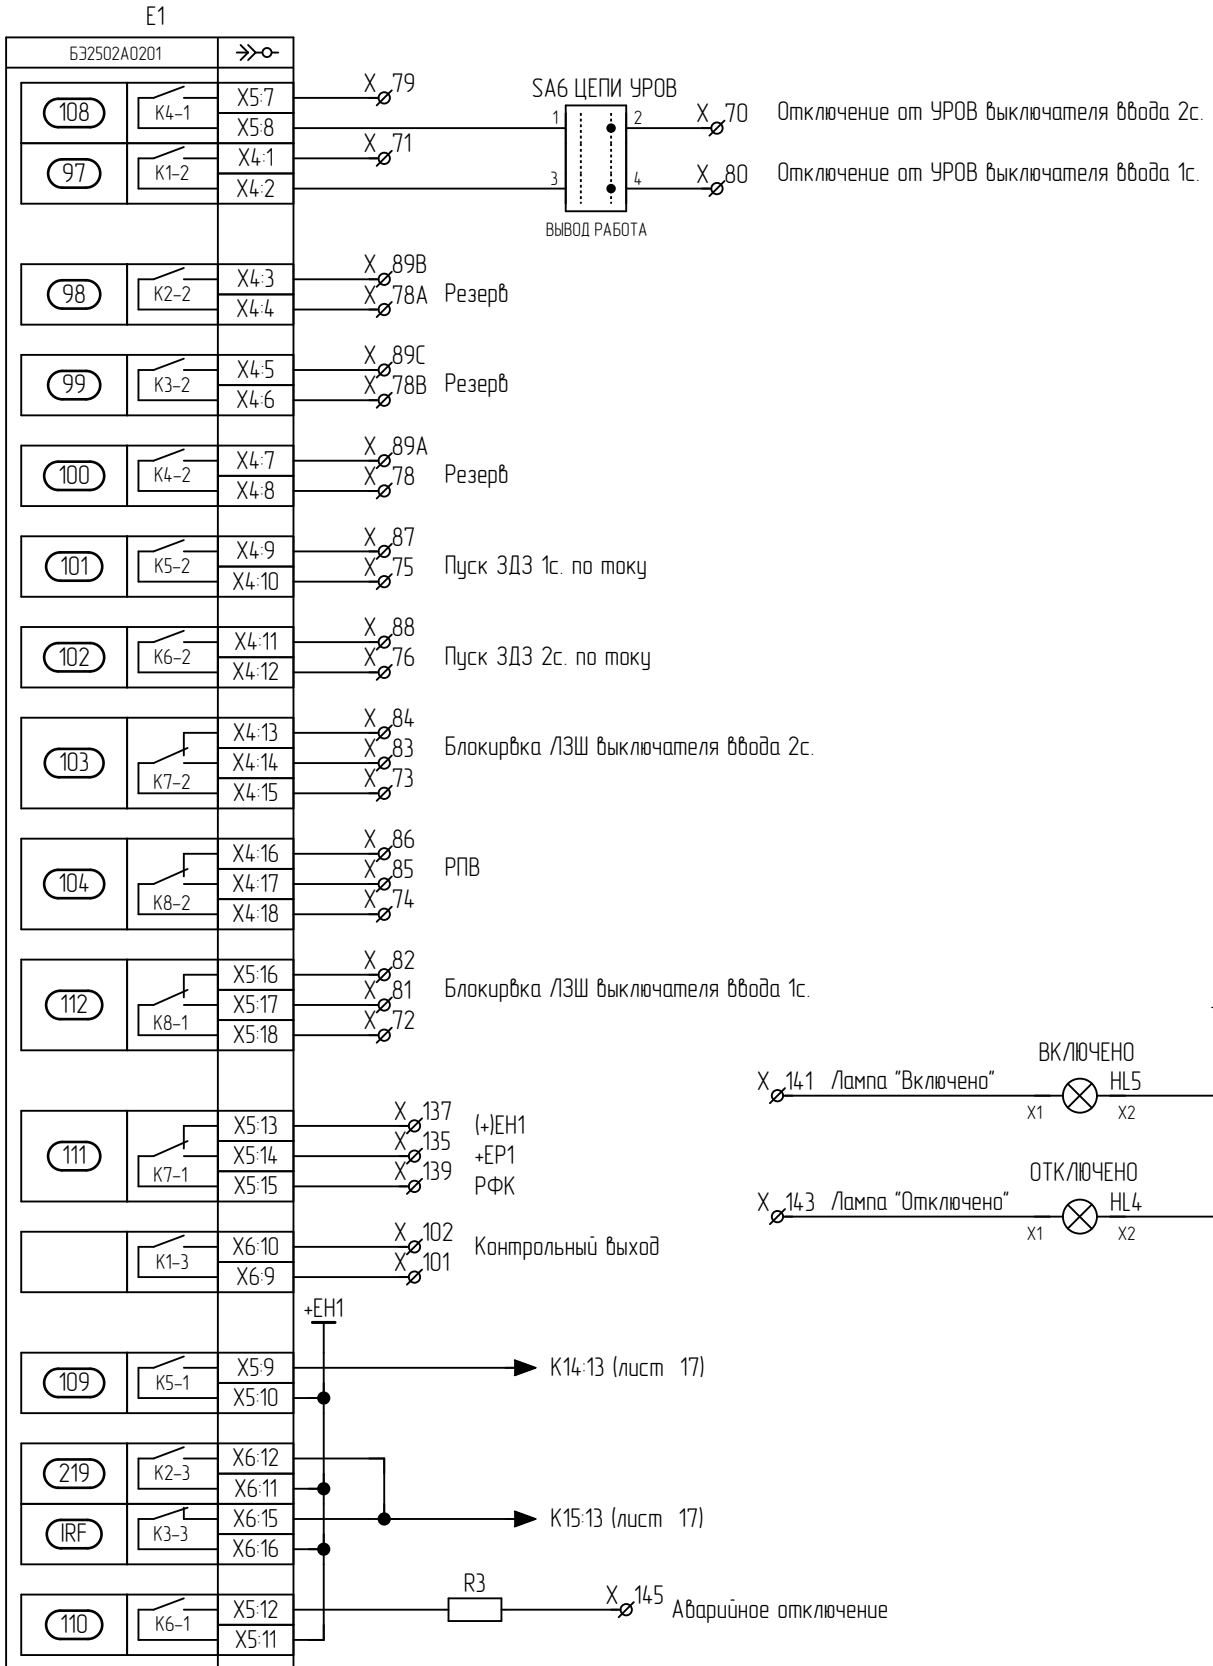 E1
БЭ2502А0201
108 K4-1 X5:7 X 79
X5:8
SA6 ЦЕПИ УРОВ
1 2 X 70 Отключение от УРОВ выключателя ввода 2с.
97 K1-2 X4:1 X 71
X4:2
3 4 X 80 Отключение от УРОВ выключателя ввода 1с.
ВЫВОД РАБОТА
98 K2-2 X4:3 X 89B
X4:4 X 78A Резерв
99 K3-2 X4:5 X 89C
X4:6 X 78B Резерв
100 K4-2 X4:7 X 89A
X4:8 X 78 Резерв
101 K5-2 X4:9 X 87
X4:10 X 75 Пуск ЗДЗ 1с. по току
102 K6-2 X4:11 X 88
X4:12 X 76 Пуск ЗДЗ 2с. по току
103 K7-2 X4:13 X 84
X4:14 X 83 Блокирвка ЛЗШ выключателя ввода 2с.
X4:15 X 73
104 K8-2 X4:16 X 86
X4:17 X 85 РПВ
X4:18 X 74
112 K8-1 X5:16 X 82
X5:17 X 81 Блокирвка ЛЗШ выключателя ввода 1с.
X5:18 X 72
ВКЛЮЧЕНО
X 141 Лампа "Включено" X1 HL5 X2
111 K7-1 X5:13 X 137 (+)EH1
X5:14 X 135 +EP1
X5:15 X 139 РФК
ОТКЛЮЧЕНО
X 143 Лампа "Отключено" X1 HL4 X2
K1-3 X6:10 X 102 Контрольный выход
X6:9 X 101
+EH1
109 K5-1 X5:9 K14:13 (лист 17)
X5:10
219 K2-3 X6:12
X6:11
IRF K3-3 X6:15 K15:13 (лист 17)
X6:16
110 K6-1 X5:12 R3 X 145 Аварийное отключение
X5:11